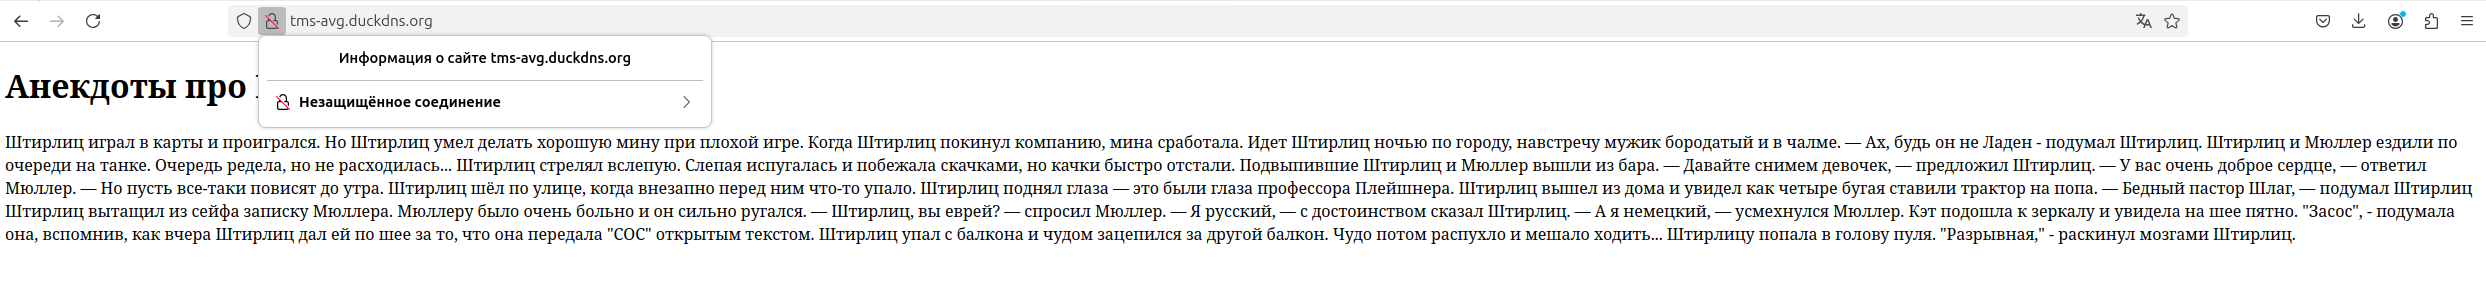 tms-avg.duckdns.org
Информация о сайте tms-avg.duckdns.org
Незащищённое соединение
Анекдоты про
Штирлиц играл в карты и проигрался. Но Штирлиц умел делать хорошую мину при плохой игре. Когда Штирлиц покинул компанию, мина сработала. Идет Штирлиц ночью по городу, навстречу мужик бородатый и в чалме. — Ах, будь он не Ладен - подумал Штирлиц. Штирлиц и Мюллер ездили по
очереди на танке. Очередь редела, но не расходилась... Штирлиц стрелял вслепую. Слепая испугалась и побежала скачками, но качки быстро отстали. Подвыпившие Штирлиц и Мюллер вышли из бара. — Давайте снимем девочек, — предложил Штирлиц. — У вас очень доброе сердце, — ответил
Мюллер. — Но пусть все-таки повисят до утра. Штирлиц шёл по улице, когда внезапно перед ним что-то упало. Штирлиц поднял глаза — это были глаза профессора Плейшнера. Штирлиц вышел из дома и увидел как четыре бугая ставили трактор на попа. — Бедный пастор Шлаг, — подумал Штирлиц
Штирлиц вытащил из сейфа записку Мюллера. Мюллеру было очень больно и он сильно ругался. — Штирлиц, вы еврей? — спросил Мюллер. — Я русский, — с достоинством сказал Штирлиц. — А я немецкий, — усмехнулся Мюллер. Кэт подошла к зеркалу и увидела на шее пятно. "Засос", - подумала
она, вспомнив, как вчера Штирлиц дал ей по шее за то, что она передала "СОС" открытым текстом. Штирлиц упал с балкона и чудом зацепился за другой балкон. Чудо потом распухло и мешало ходить... Штирлицу попала в голову пуля. "Разрывная," - раскинул мозгами Штирлиц.